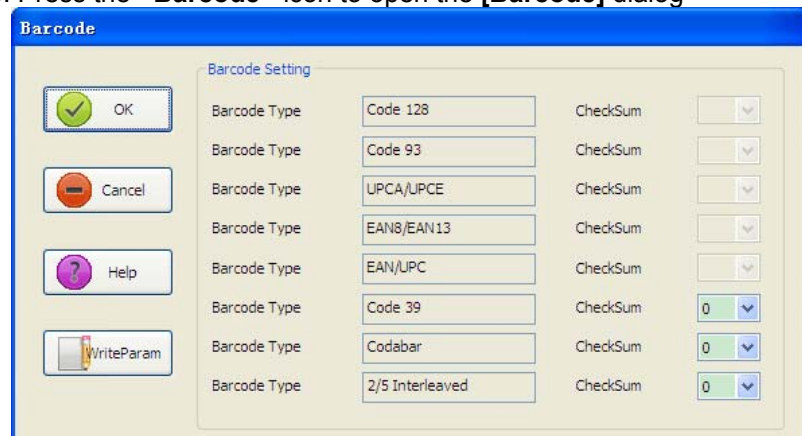 Press the "Barcode" icon to open the [Barcode] dialog
Barcode
Barcode Setting
OK
Barcode Type Code 128 CheckSum
Barcode Type Code 93 CheckSum
Cancel
Barcode Type UPCA/UPCE CheckSum
Barcode Type EAN8/EAN13 CheckSum
Help
Barcode Type EAN/UPC CheckSum
Barcode Type Code 39 CheckSum 0
WriteParam
Barcode Type Codabar CheckSum 0
Barcode Type 2/5 Interleaved CheckSum 0